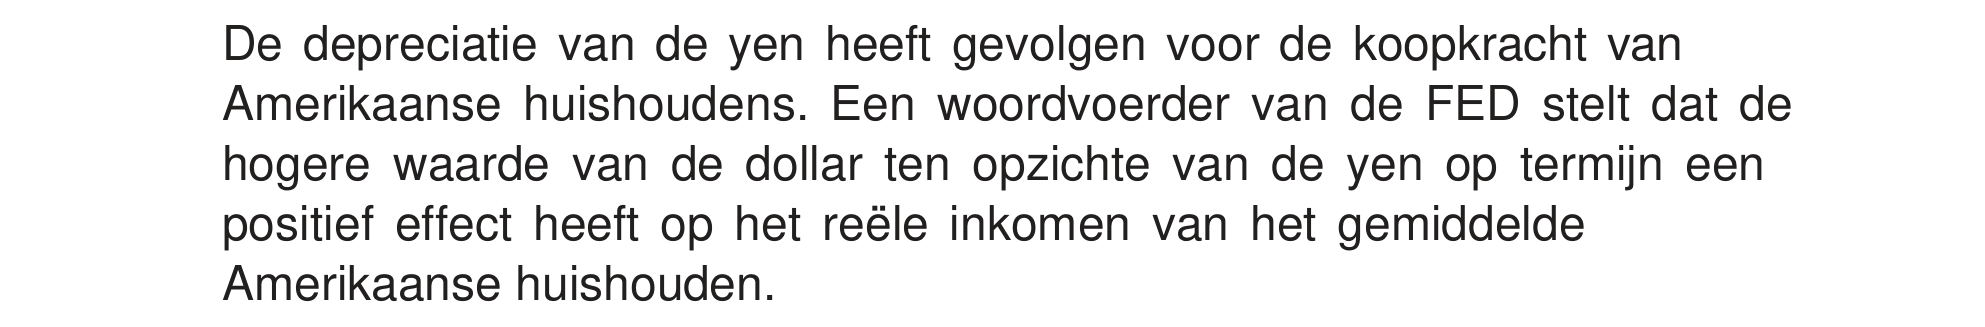 De depreciatie van de yen heeft gevolgen voor de koopkracht van
Amerikaanse huishoudens. Een woordvoerder van de FED stelt dat de
hogere waarde van de dollar ten opzichte van de yen op termijn een
positief effect heeft op het reële inkomen van het gemiddelde
Amerikaanse huishouden.